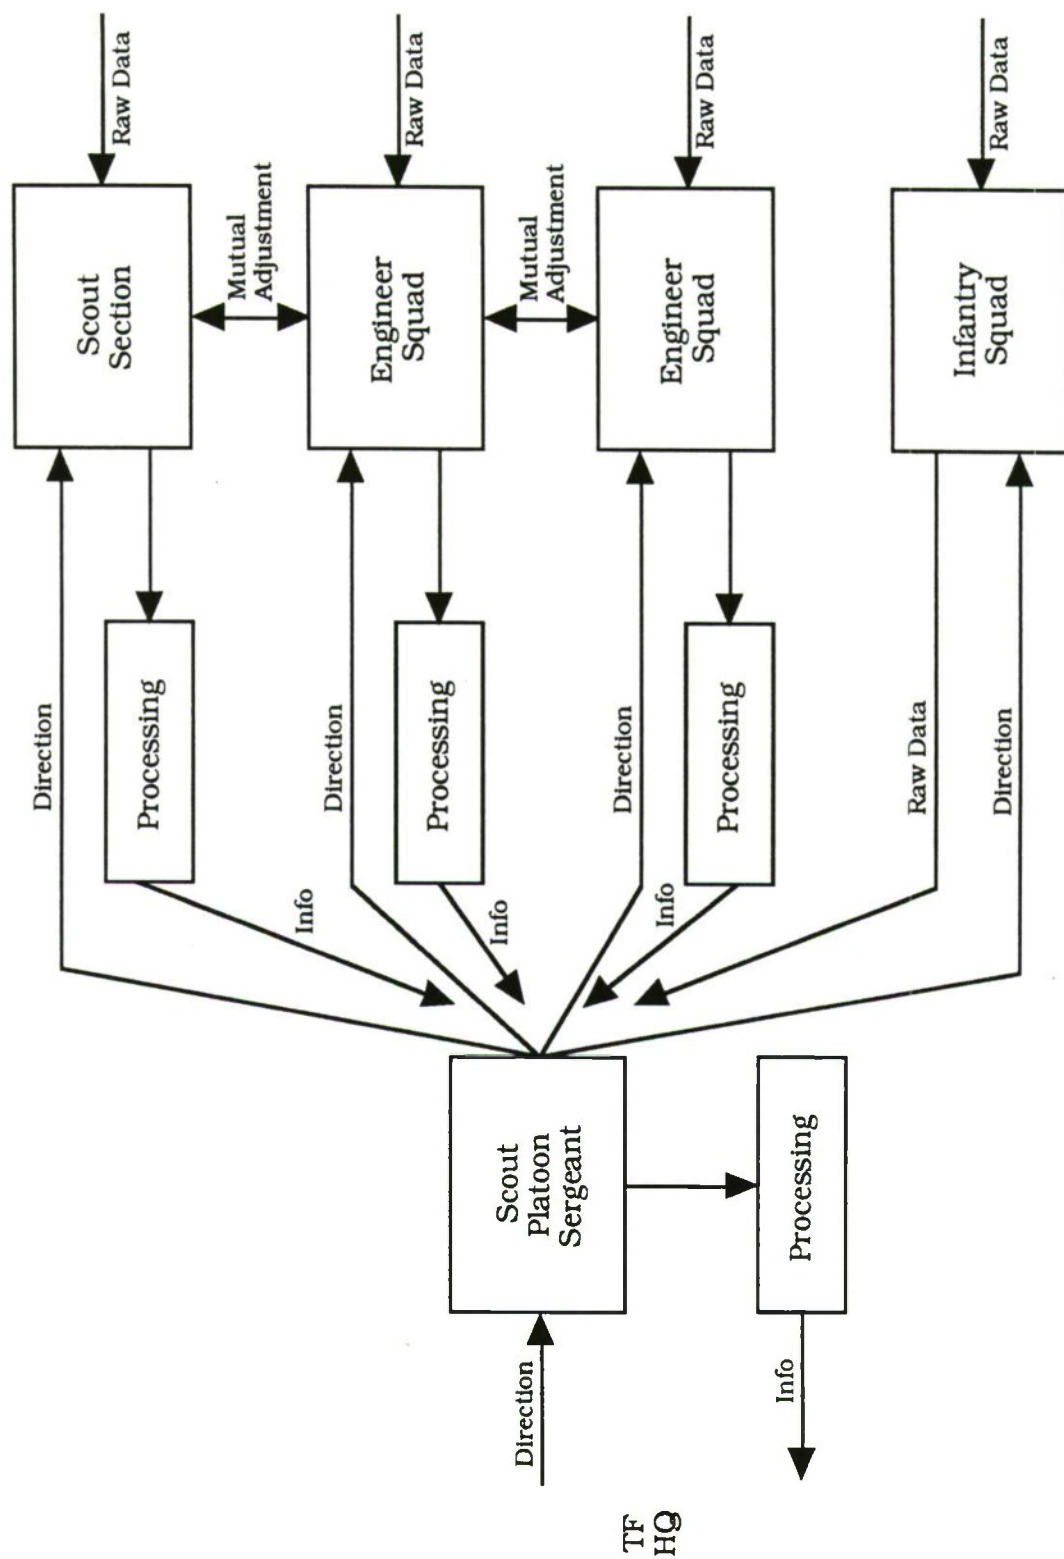 Direction
Raw Data
Scout
Section
Processing
Info
Mutual
Adjustment
Direction
Raw Data
Engineer
Squad
Processing
Info
Mutual
Adjustment
Direction
Scout
Platoon
Sergeant
Direction
Raw Data
Engineer
Squad
Processing
Info
TF
HQ
Info
Processing
Raw Data
Infantry
Squad
Direction
Raw Data